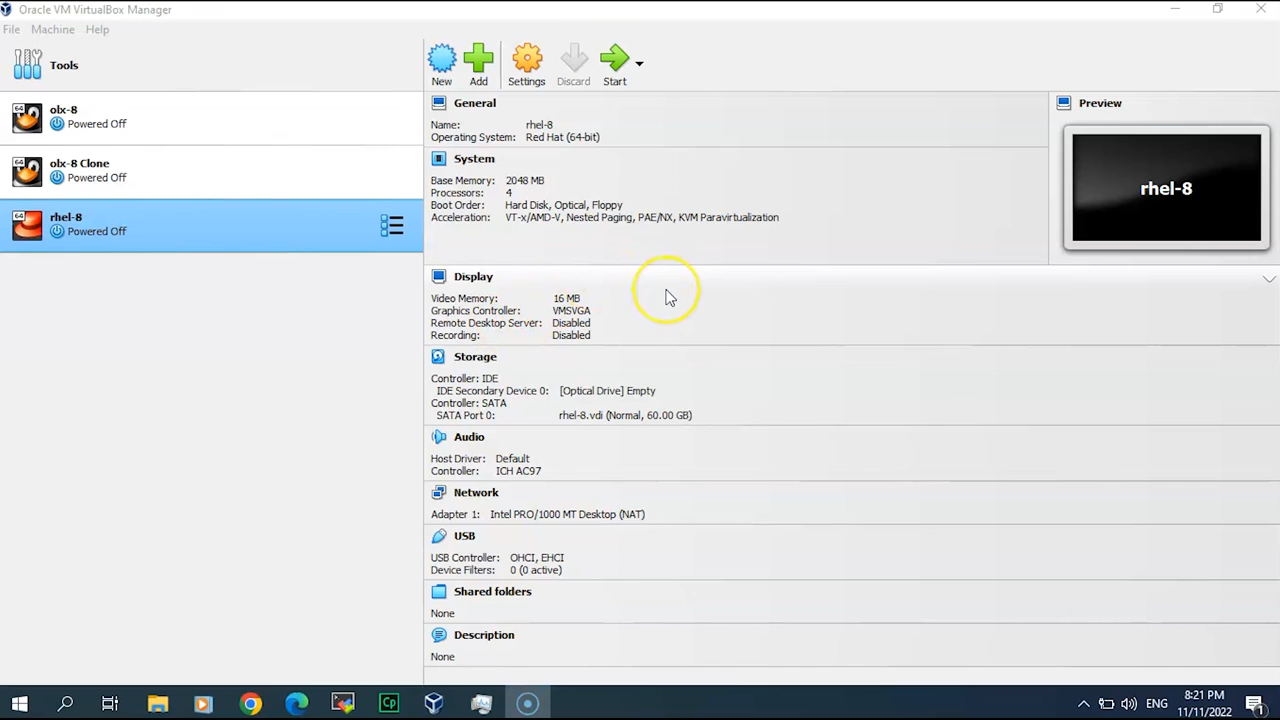 Oracle VM VirtualBox Manager
File Machine Help
Tools
New Add Settings Discard Start
64
olx-8
Powered Off
64
olx-8 Clone
Powered Off
64
rhel-8
Powered Off
General
Name: rhel-8
Operating System: Red Hat (64-bit)
Preview
rhel-8
System
Base Memory: 2048 MB
Processors: 4
Boot Order: Hard Disk, Optical, Floppy
Acceleration: VT-x/AMD-V, Nested Paging, PAE/NX, KVM Paravirtualization
Display
Video Memory: 16 MB
Graphics Controller: VMSVGA
Remote Desktop Server: Disabled
Recording: Disabled
Storage
Controller: IDE
IDE Secondary Device 0: [Optical Drive] Empty
Controller: SATA
SATA Port 0: rhel-8.vdi (Normal, 60.00 GB)
Audio
Host Driver: Default
Controller: ICH AC97
Network
Adapter 1: Intel PRO/1000 MT Desktop (NAT)
USB
USB Controller: OHCI, EHCI
Device Filters: 0 (0 active)
Shared folders
None
Description
None
Cp
ENG
8:21 PM
11/11/2022
1